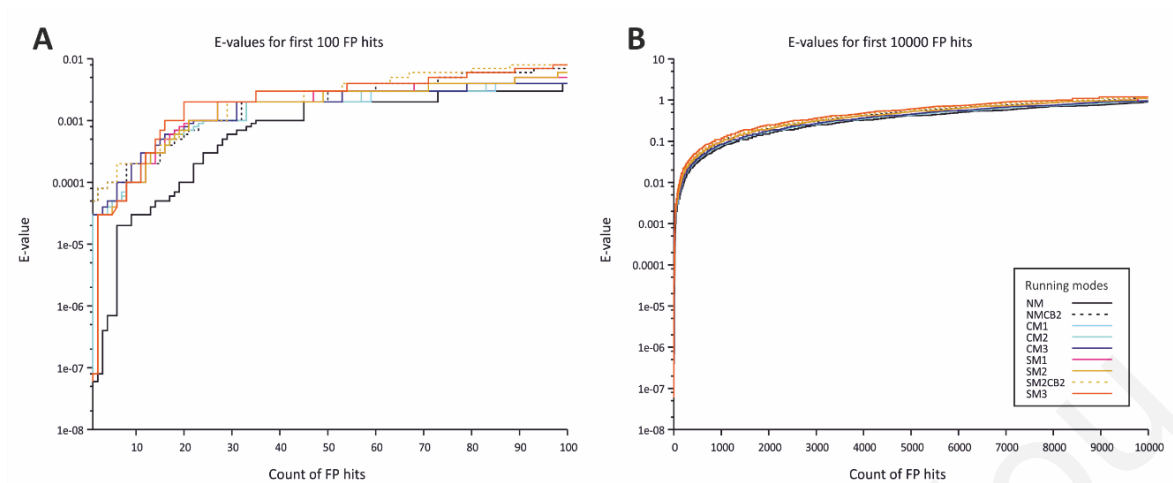 A
E-values for first 100 FP hits
0.01
0.001
0.0001
1e-05
1e-06
1e-07
1e-08
E-value
10 20 30 40 50 60 70 80 90 100
Count of FP hits
B
E-values for first 10000 FP hits
10
1
0.1
0.01
0.001
0.0001
1e-05
1e-06
1e-07
1e-08
E-value
0 1000 2000 3000 4000 5000 6000 7000 8000 9000 10000
Count of FP hits
Running modes
NM
NMCB2
CM1
CM2
CM3
SM1
SM2
SM2CB2
SM3